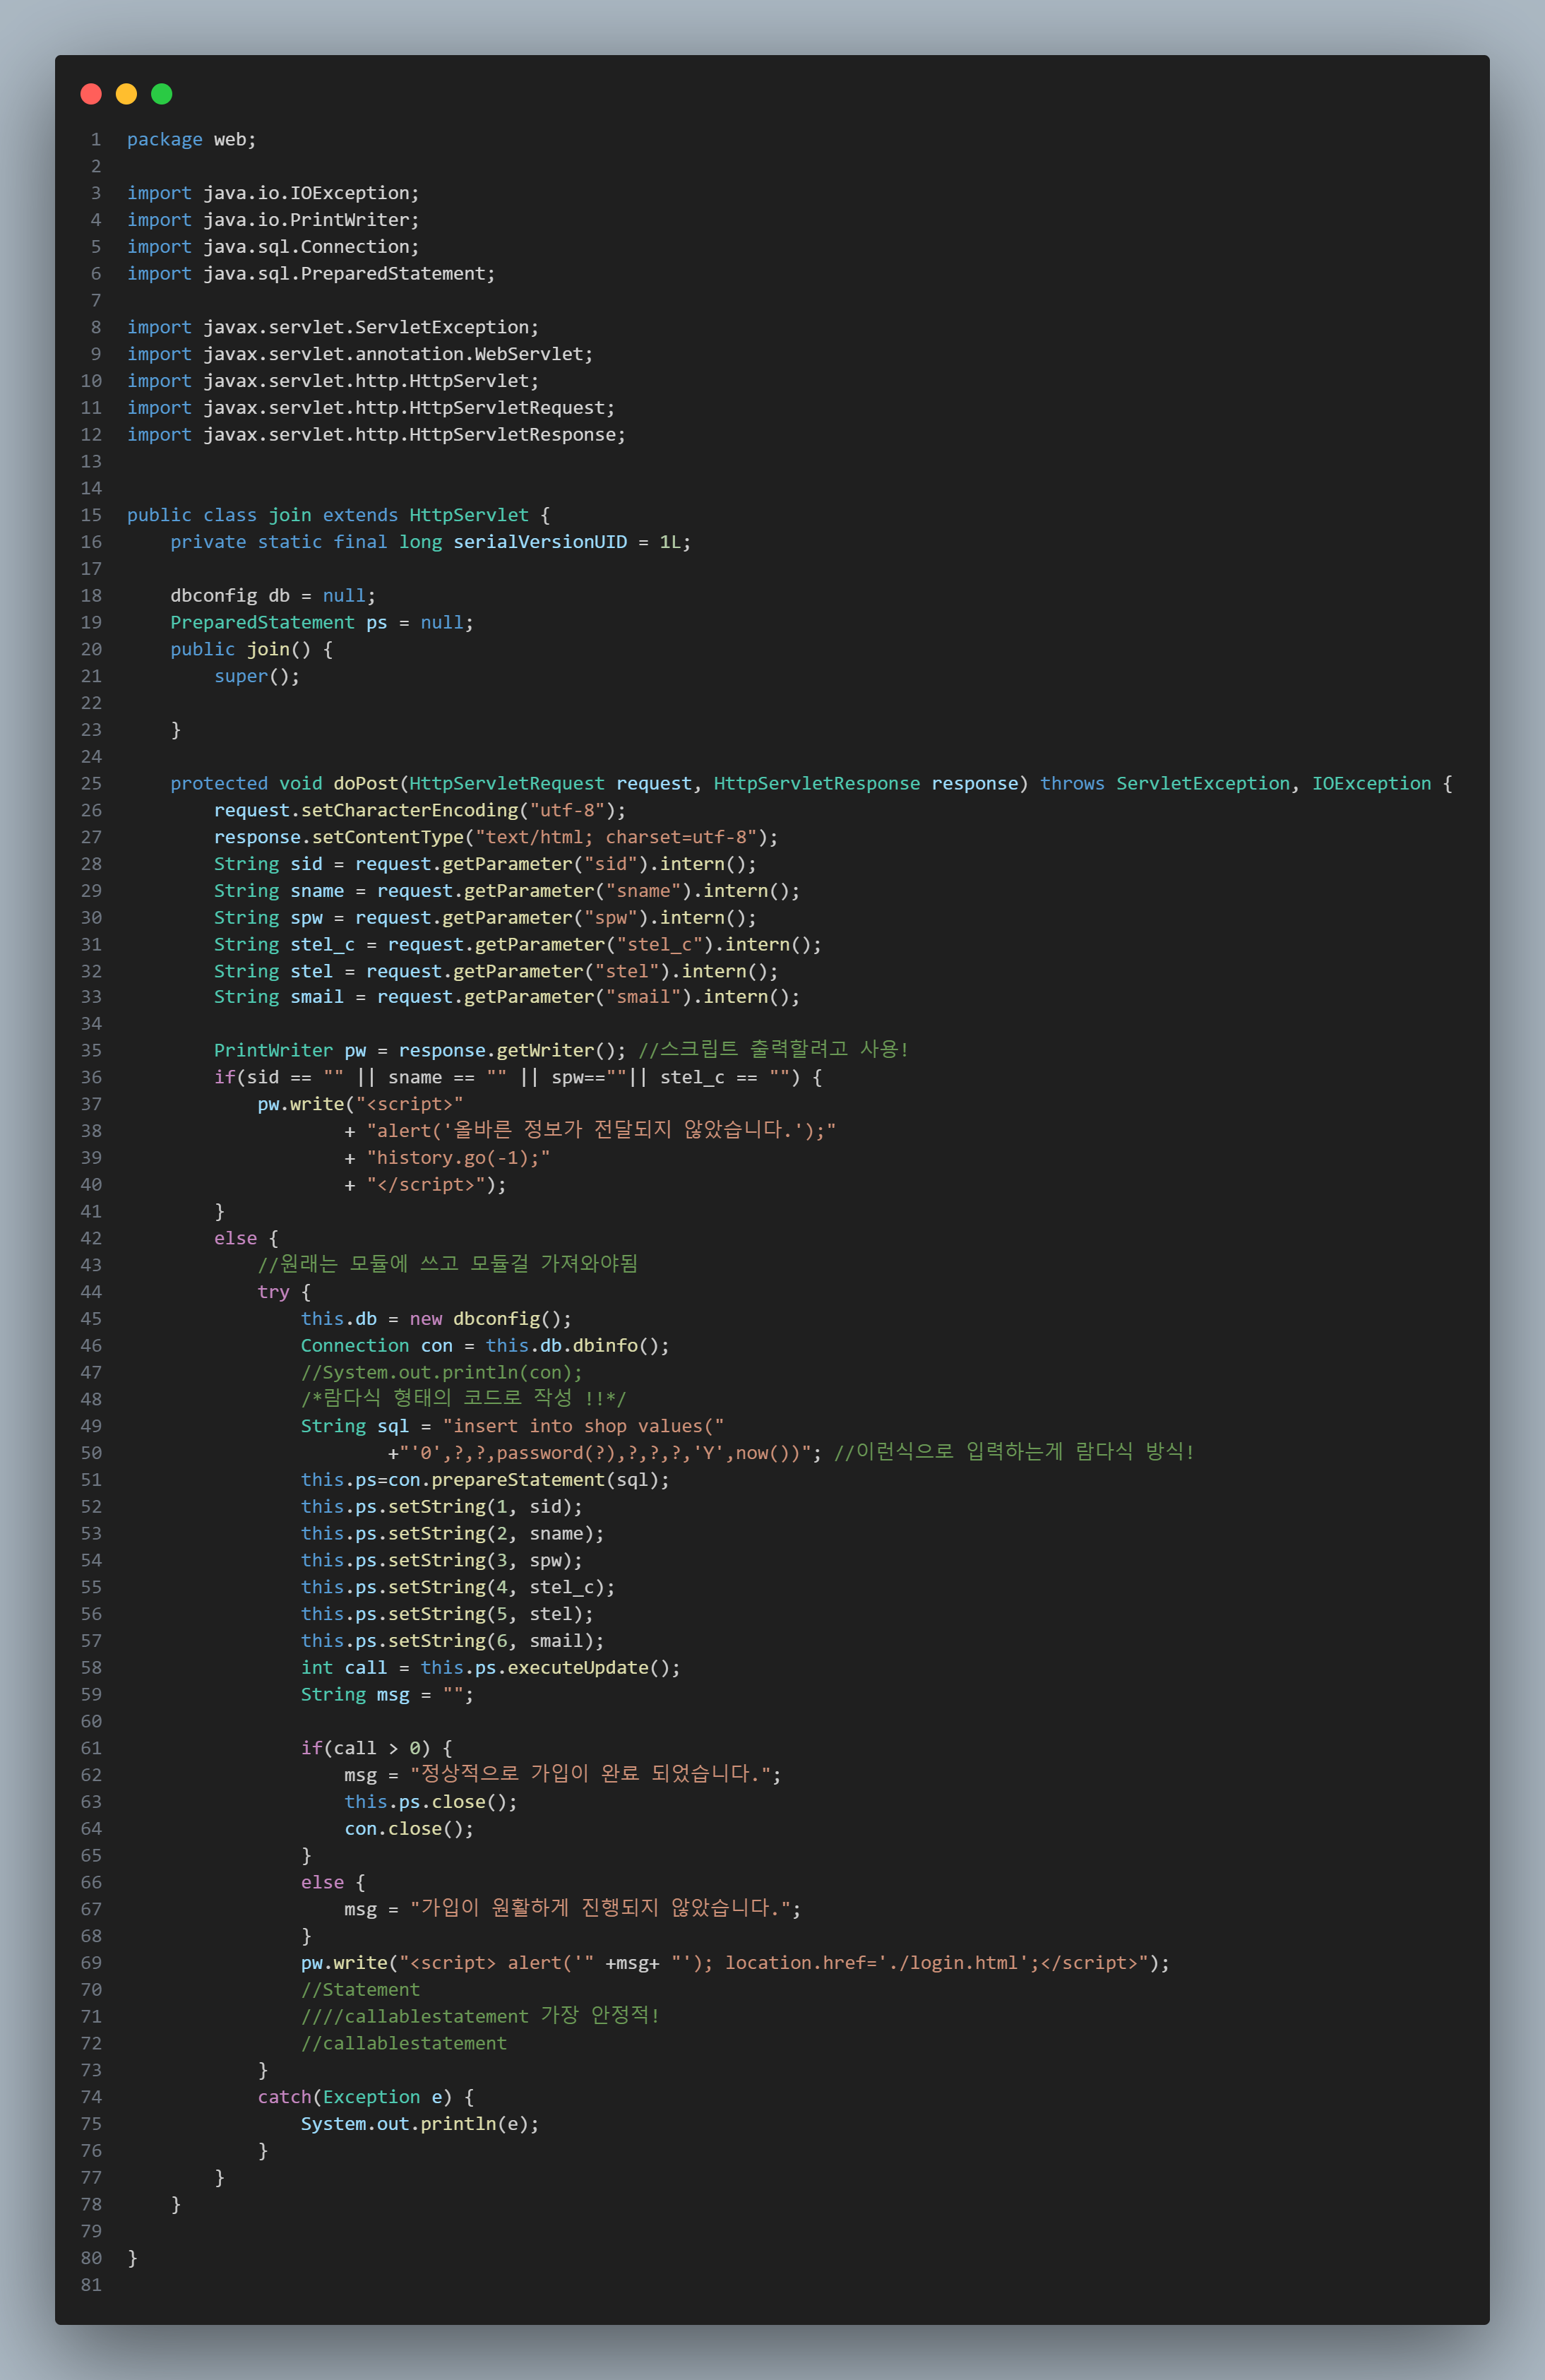 1 package web;
2
3 import java.io.IOException;
4 import java.io.PrintWriter;
5 import java.sql.Connection;
6 import java.sql.PreparedStatement;
7
8 import javax.servlet.ServletException;
9 import javax.servlet.annotation.WebServlet;
10 import javax.servlet.http.HttpServlet;
11 import javax.servlet.http.HttpServletRequest;
12 import javax.servlet.http.HttpServletResponse;
13
14
15 public class join extends HttpServlet {
16     private static final long serialVersionUID = 1L;
17
18     dbconfig db = null;
19     PreparedStatement ps = null;
20     public join() {
21         super();
22
23     }
24
25     protected void doPost(HttpServletRequest request, HttpServletResponse response) throws ServletException, IOException {
26         request.setCharacterEncoding("utf-8");
27         response.setContentType("text/html; charset=utf-8");
28         String sid = request.getParameter("sid").intern();
29         String sname = request.getParameter("sname").intern();
30         String spw = request.getParameter("spw").intern();
31         String stel_c = request.getParameter("stel_c").intern();
32         String stel = request.getParameter("stel").intern();
33         String smail = request.getParameter("smail").intern();
34
35         PrintWriter pw = response.getWriter(); //스크립트 출력할려고 사용!
36         if(sid == "" || sname == "" || spw==""|| stel_c == "") {
37             pw.write("<script>"
38                     + "alert('올바른 정보가 전달되지 않았습니다.');"
39                     + "history.go(-1);"
40                     + "</script>");
41         }
42         else {
43             //원래는 모듈에 쓰고 모듈걸 가져와야됨
44             try {
45                 this.db = new dbconfig();
46                 Connection con = this.db.dbinfo();
47                 //System.out.println(con);
48                 /*람다식 형태의 코드로 작성 !!*/
49                 String sql = "insert into shop values("
50                         +"'0',?,?,password(?),?,?,?,'Y',now())"; //이런식으로 입력하는게 람다식 방식!
51                 this.ps=con.prepareStatement(sql);
52                 this.ps.setString(1, sid);
53                 this.ps.setString(2, sname);
54                 this.ps.setString(3, spw);
55                 this.ps.setString(4, stel_c);
56                 this.ps.setString(5, stel);
57                 this.ps.setString(6, smail);
58                 int call = this.ps.executeUpdate();
59                 String msg = "";
60
61                 if(call > 0) {
62                     msg = "정상적으로 가입이 완료 되었습니다.";
63                     this.ps.close();
64                     con.close();
65                 }
66                 else {
67                     msg = "가입이 원활하게 진행되지 않았습니다.";
68                 }
69                 pw.write("<script> alert('" +msg+ "'); location.href='./login.html';</script>");
70                 //Statement
71                 ////callablestatement 가장 안정적!
72                 //callablestatement
73             }
74             catch(Exception e) {
75                 System.out.println(e);
76             }
77         }
78     }
79
80 }
81